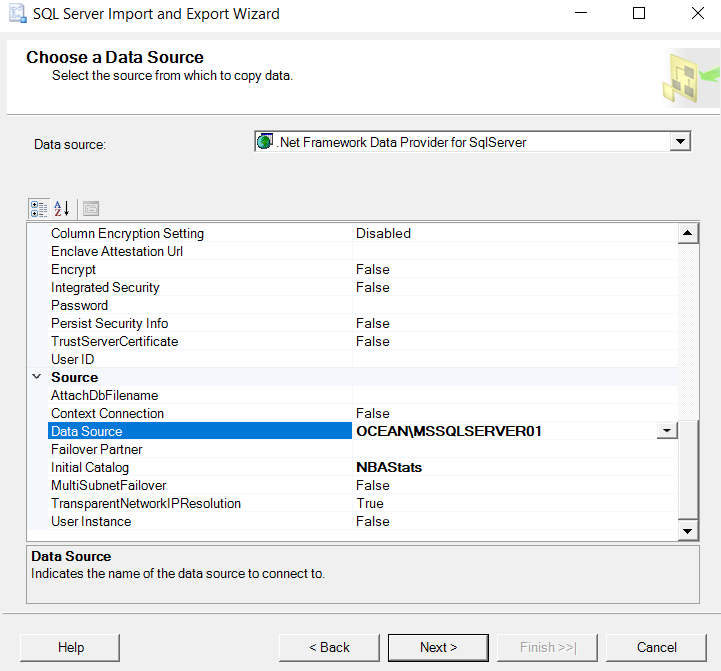 SQL Server Import and Export Wizard
Choose a Data Source
Select the source from which to copy data.
Data source:
.Net Framework Data Provider for SqlServer
Column Encryption Setting Disabled
Enclave Attestation Url
Encrypt False
Integrated Security False
Password
Persist Security Info False
TrustServerCertificate False
User ID
Source
AttachDbFilename
Context Connection False
Data Source OCEAN\MSSQLSERVER01
Failover Partner
Initial Catalog NBAStats
MultiSubnetFailover False
TransparentNetworkIPResolution True
User Instance False
Data Source
Indicates the name of the data source to connect to.
Help < Back Next > Finish >>| Cancel